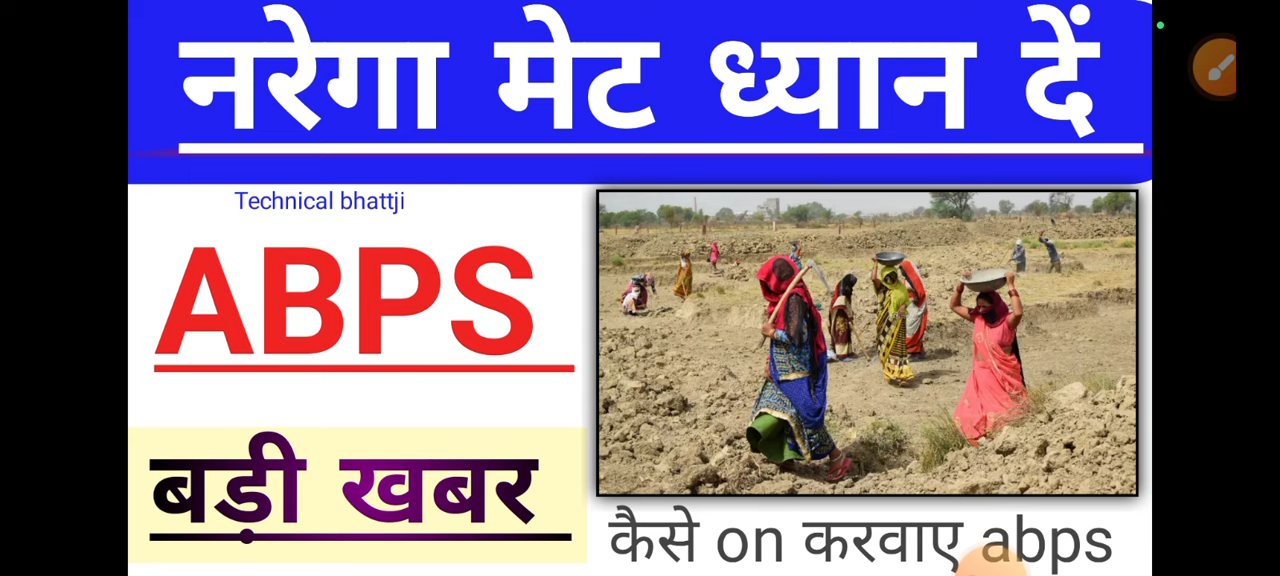 नरेगा मेट ध्यान दें
Technical bhattji
ABPS
बड़ी खबर
कैसे on करवाए abps